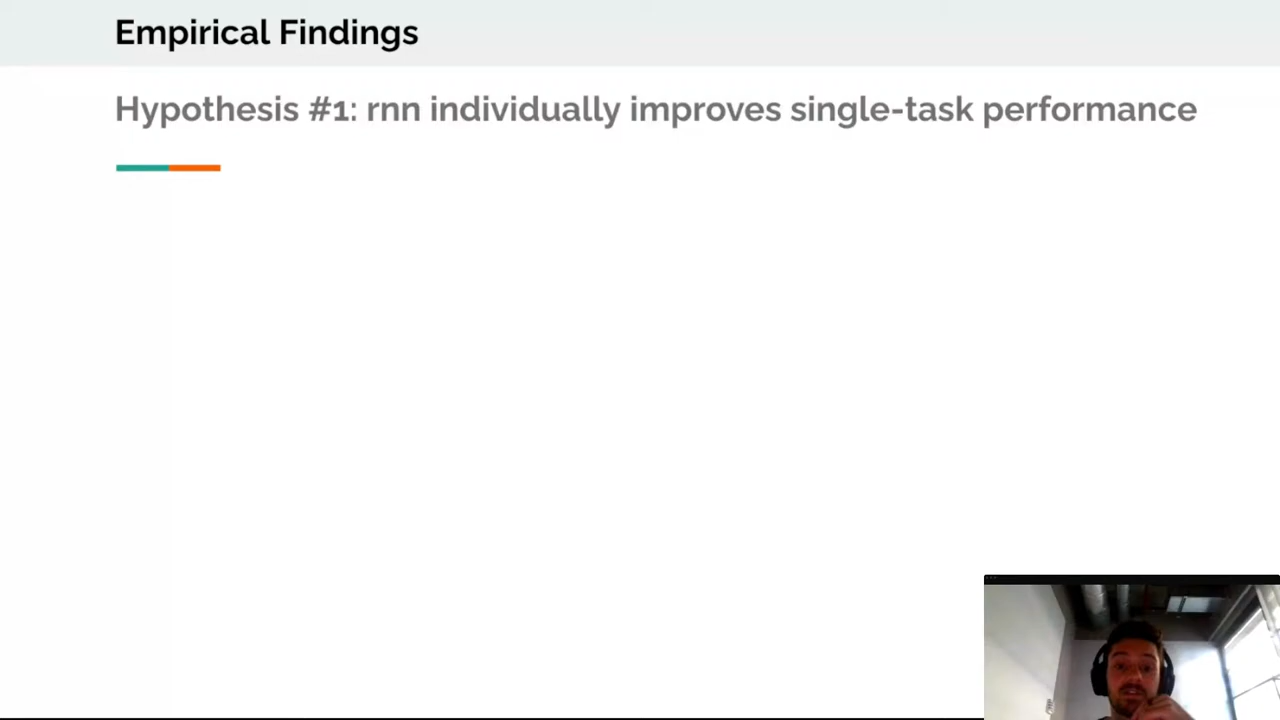 Empirical Findings
Hypothesis #1: rnn individually improves single-task performance